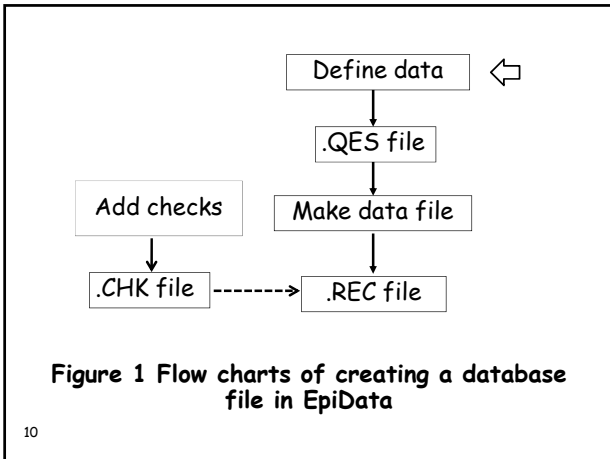 Define data
.QES file
Add checks
Make data file
.CHK file
.REC file
Figure 1 Flow charts of creating a database
file in EpiData
10